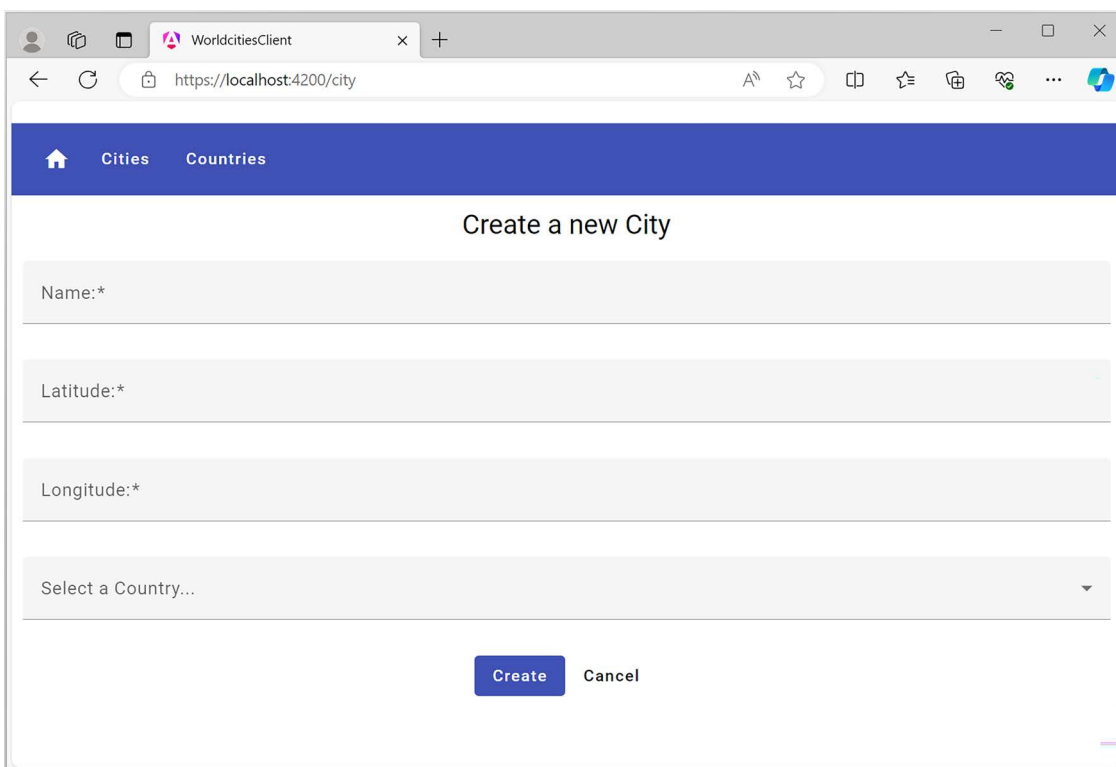 WorldcitiesClient
https://localhost:4200/city
Cities Countries
Create a new City
Name:*
Latitude:*
Longitude:*
Select a Country...
Create Cancel